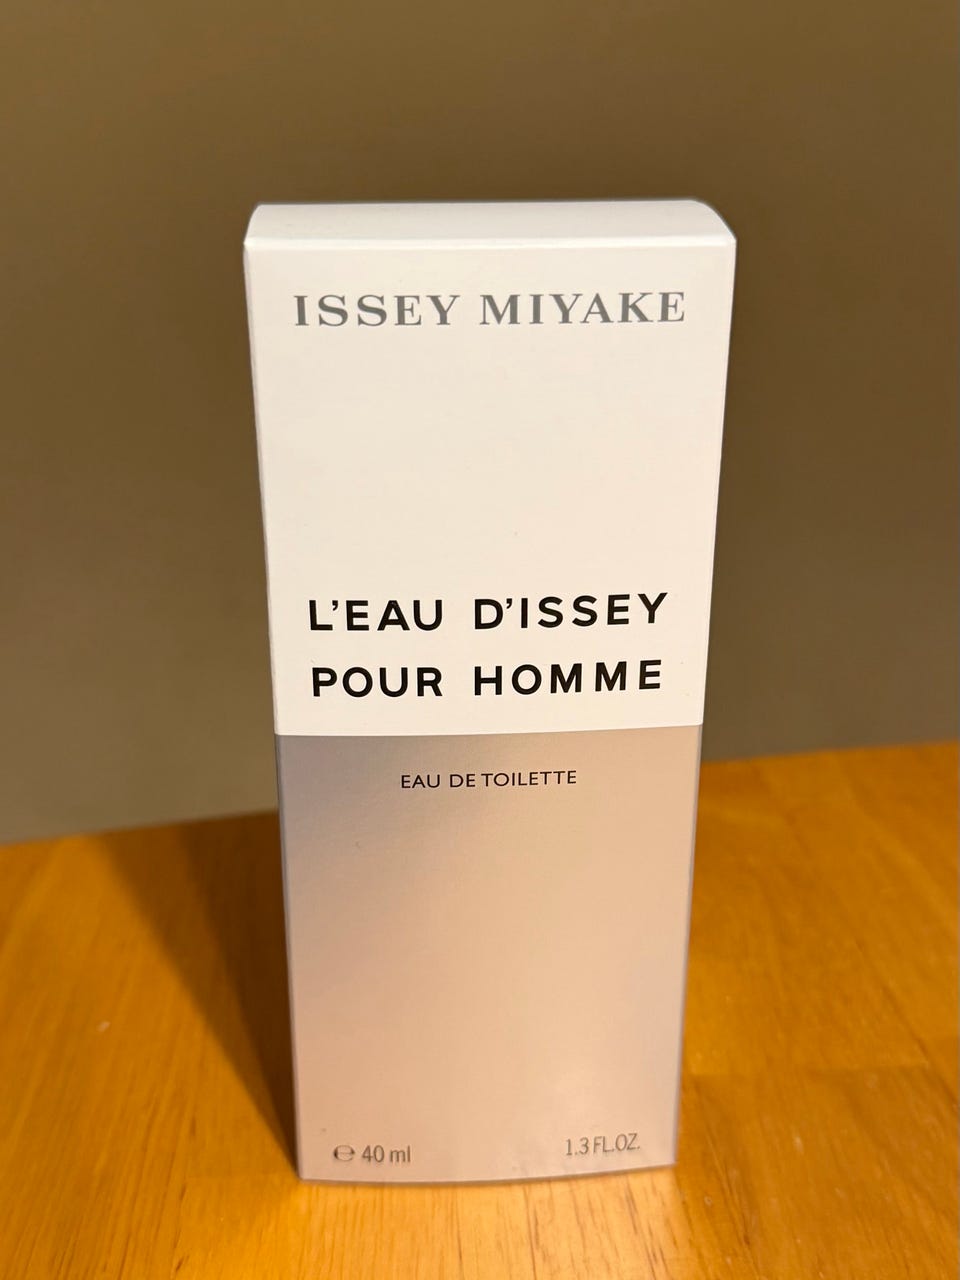 ISSEY MIYAKE
L'EAU D'ISSEY
POUR HOMME
EAU DE TOILETTE
℮ 40 ml 1.3 FL.OZ.